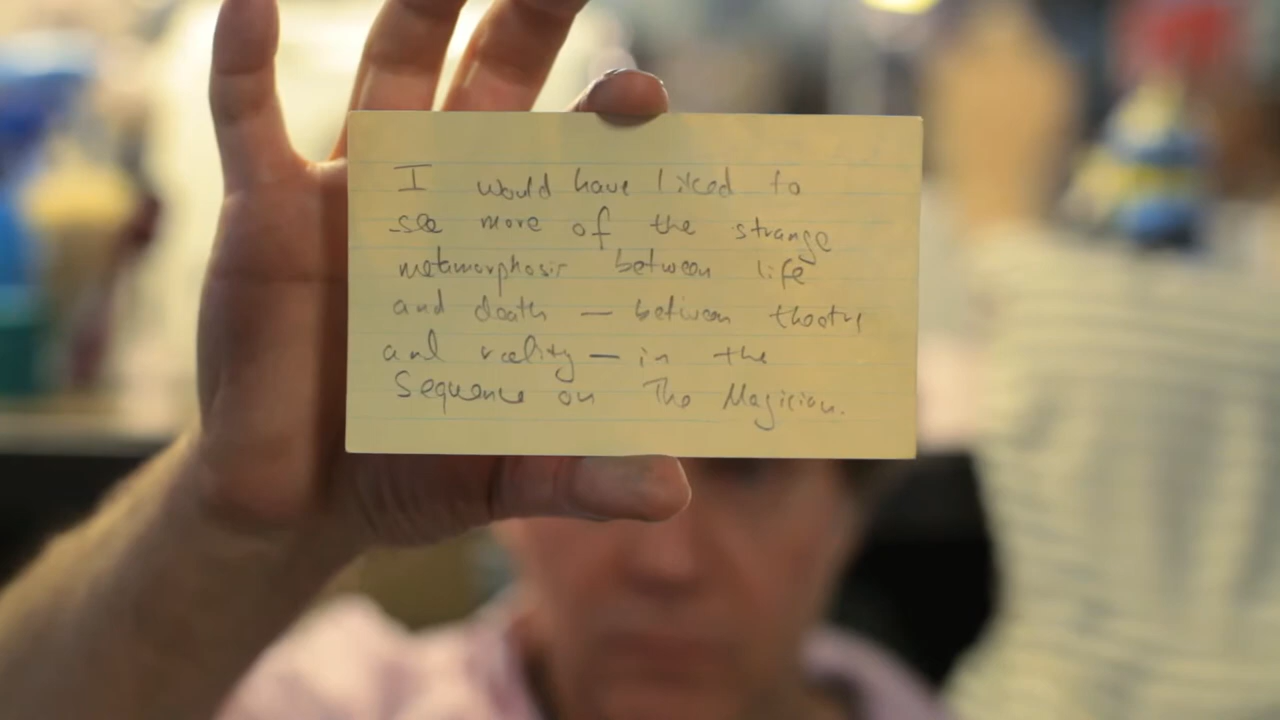 I would have liked to
see more of the strange
metamorphosis between life
and death — between theory
and reality — in the
Sequence on The Magician.